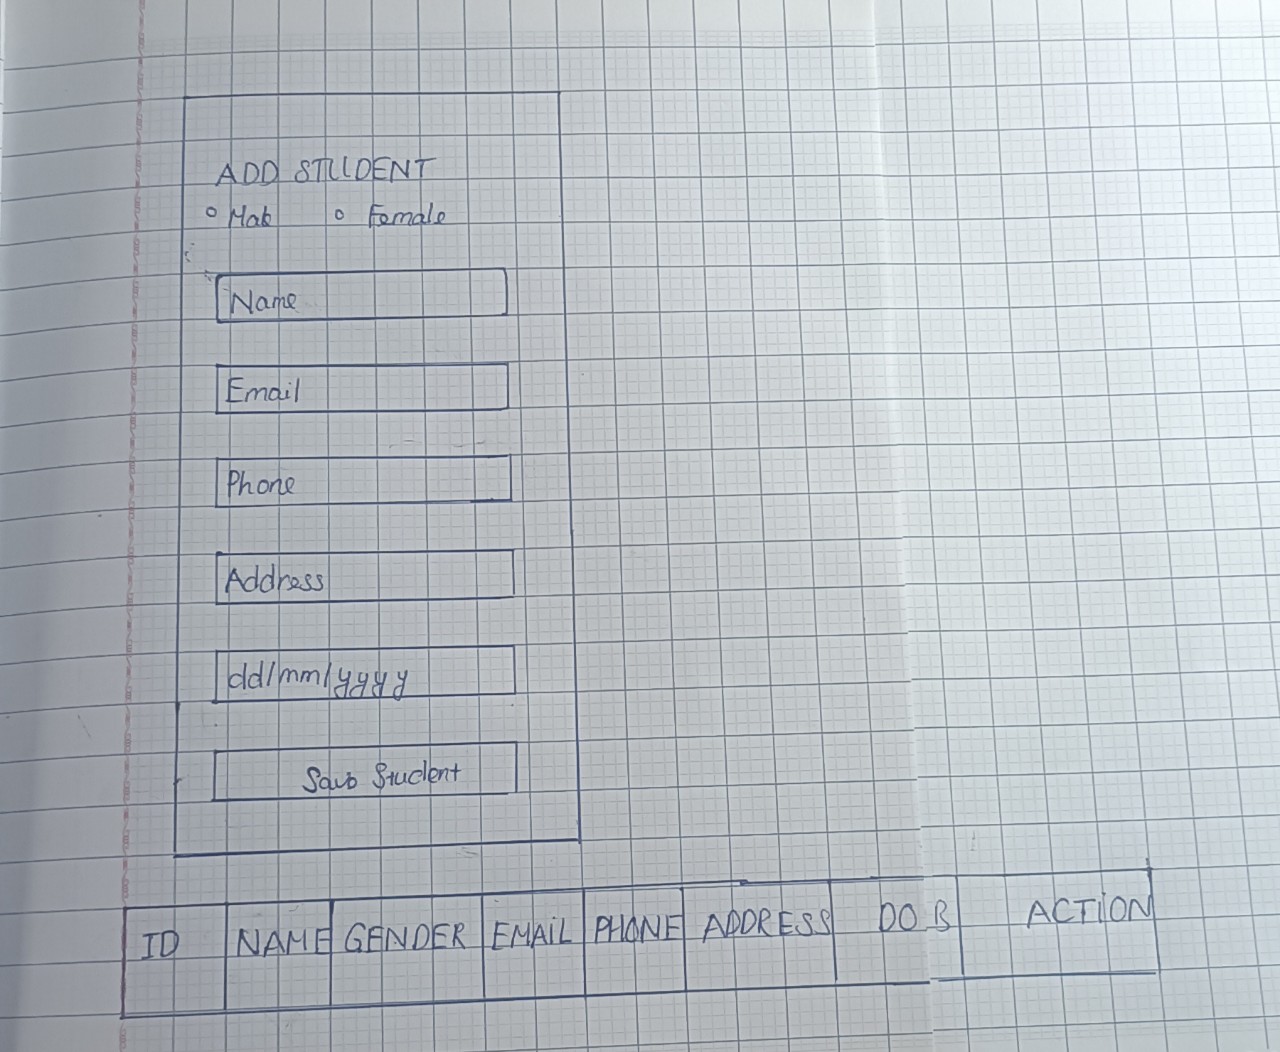 ADD STUDENT
Male Female
Name
Email
Phone
Address
dd/mm/yyyy
Save Student
ID NAME GENDER EMAIL PHONE ADDRESS DOB ACTION